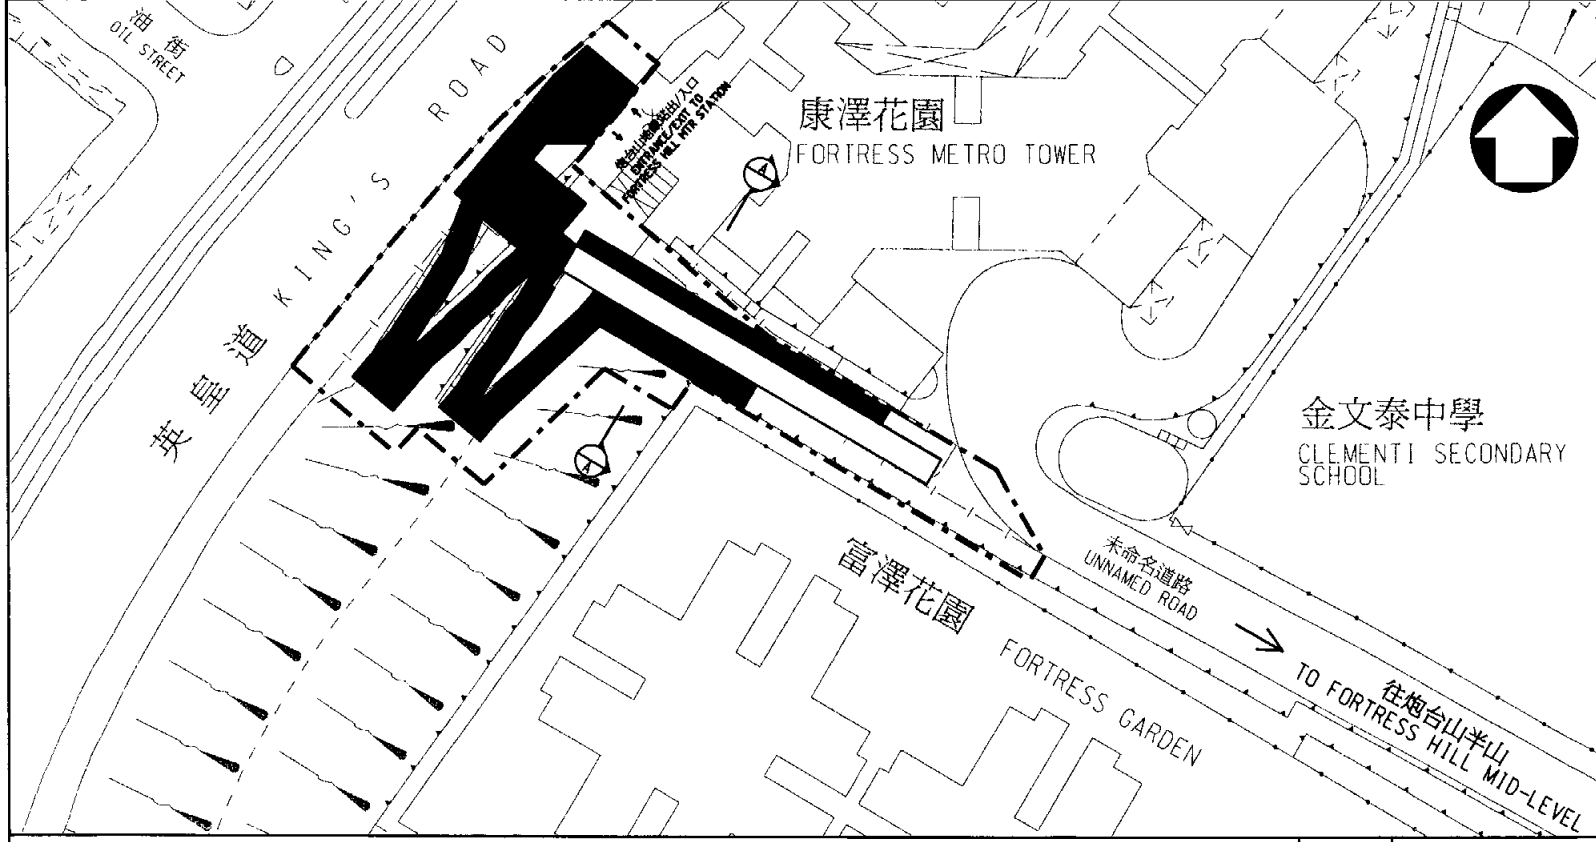 油街
OIL STREET
英皇道 KING'S ROAD
炮台山地鐵站出/入口
ENTRANCE/EXIT TO
FORTRESS HILL MTR STATION
康澤花園
FORTRESS METRO TOWER
A
A
金文泰中學
CLEMENTI SECONDARY
SCHOOL
富澤花園 FORTRESS GARDEN
未命名道路
UNNAMED ROAD
往炮台山半山
TO FORTRESS HILL MID-LEVEL